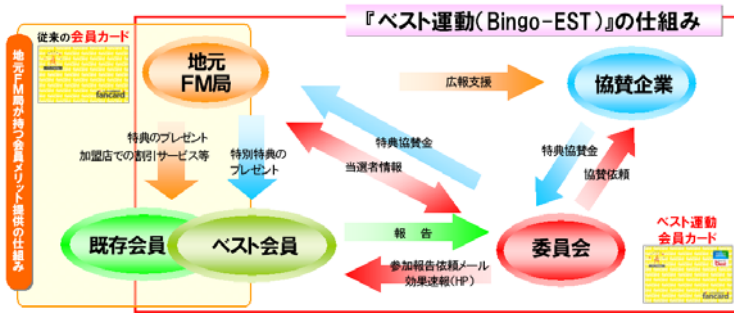 『ベスト運動(Bingo-EST)』の仕組み
従来の会員カード
fancard
地元FM局が持つ会員メリット提供の仕組み
地元
FM局
広報支援
協賛企業
特典のプレゼント
加盟店での割引サービス等
特別特典の
プレゼント
特典協賛金
当選者情報
特典協賛金
協賛依頼
既存会員
ベスト会員
報告
委員会
参加報告依頼メール
効果速報(HP)
ベスト運動
会員カード
fancard